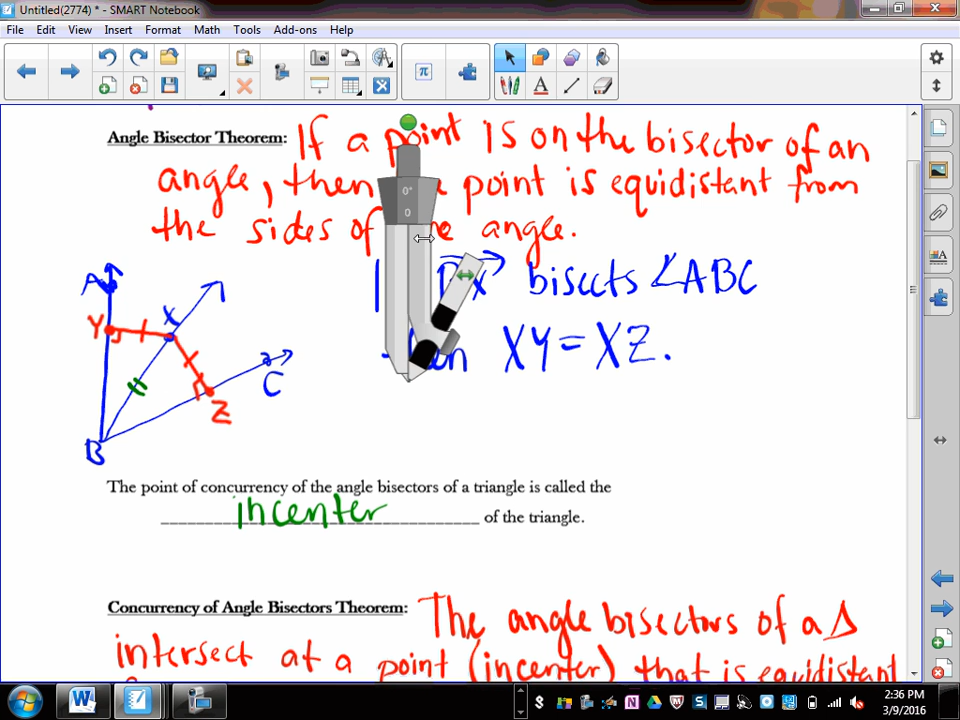 Untitled(2774) * - SMART Notebook
File Edit View Insert Format Math Tools Add-ons Help
Angle Bisector Theorem: If a point is on the bisector of an
angle, then point is equidistant from
the sides of angle.
0°
0
bisects ∠ABC
XY = XZ.
A
Y
X
C
Z
B
The point of concurrency of the angle bisectors of a triangle is called the
incenter of the triangle.
Concurrency of Angle Bisectors Theorem: The angle bisectors of a Δ
intersect at a point (incenter) that is equidistant
2:36 PM
3/9/2016